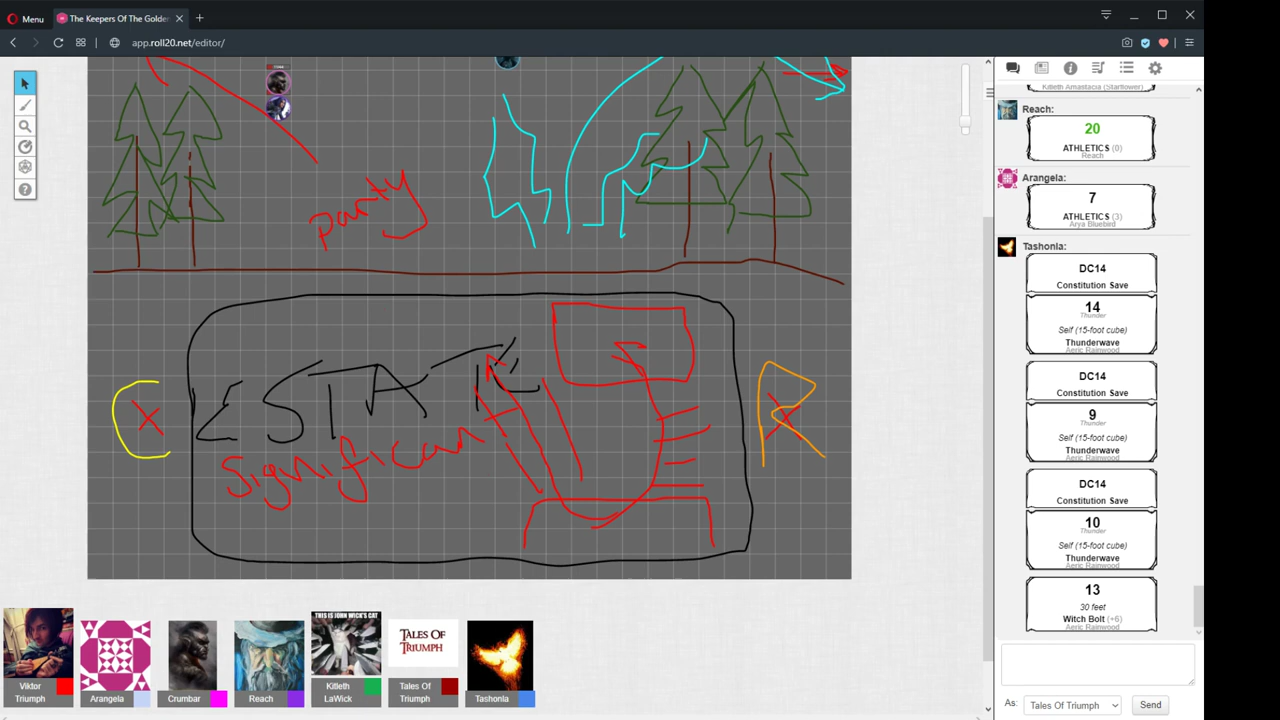 Menu
The Keepers Of The Golden
app.roll20.net/editor/
Kitleth Amastacia (Starflower)
Reach:
20
ATHLETICS (0)
Reach
Arangela:
7
ATHLETICS (3)
Arya Bluebird
Tashonia:
DC14
Constitution Save
14
Thunder
Self (15-foot cube)
Thunderwave
Aeric Rainwood
DC14
Constitution Save
9
Thunder
Self (15-foot cube)
Thunderwave
Aeric Rainwood
DC14
Constitution Save
10
Thunder
Self (15-foot cube)
Thunderwave
Aeric Rainwood
13
30 feet
Witch Bolt (+6)
Aeric Rainwood
party
significant
THIS IS JOHN WICK'S CAT
TALES OF
TRIUMPH
Viktor
Triumph
Arangela
Crumbar
Reach
Kitleth
LaWick
Tales Of
Triumph
Tashonia
As:
Tales Of Triumph
Send